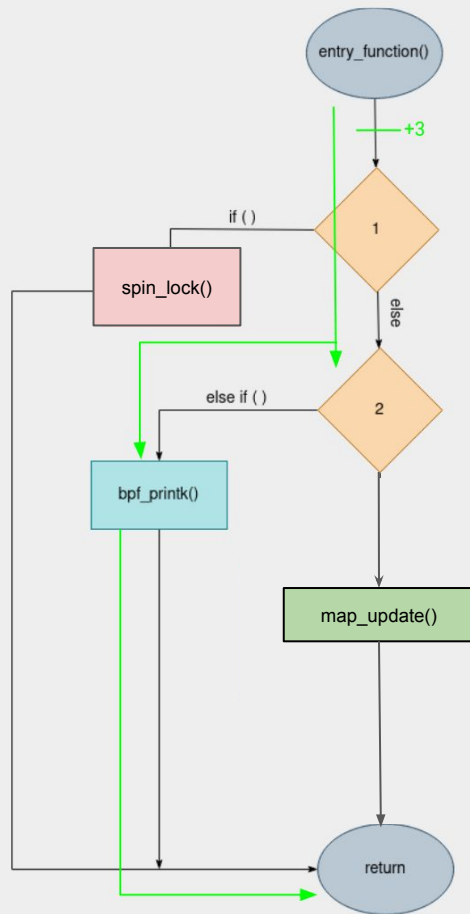 entry_function()
+3
if ( )
1
spin_lock()
else
2
else if ( )
bpf_printk()
map_update()
return